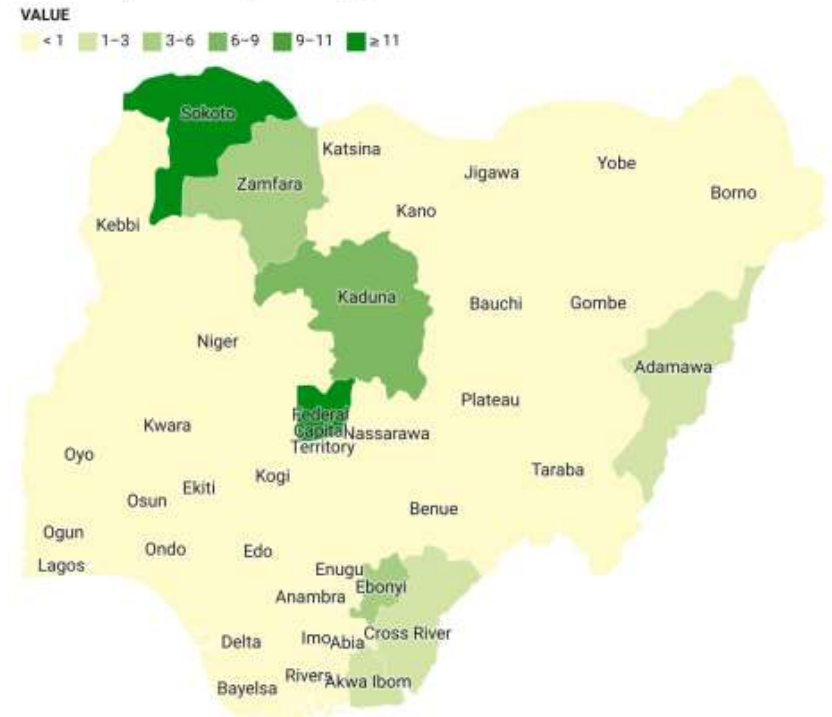 VALUE
< 1 1–3 3–6 6–9 9–11 ≥ 11
Sokoto
Katsina
Jigawa
Yobe
Zamfara
Borno
Kano
Kebbi
Kaduna
Bauchi
Gombe
Niger
Adamawa
Plateau
Federal
Capital
Territory
Nassarawa
Kwara
Oyo
Taraba
Kogi
Ekiti
Osun
Benue
Ogun
Ondo
Edo
Lagos
Enugu
Ebonyi
Anambra
Cross River
Delta
Imo
Abia
Rivers
Akwa Ibom
Bayelsa